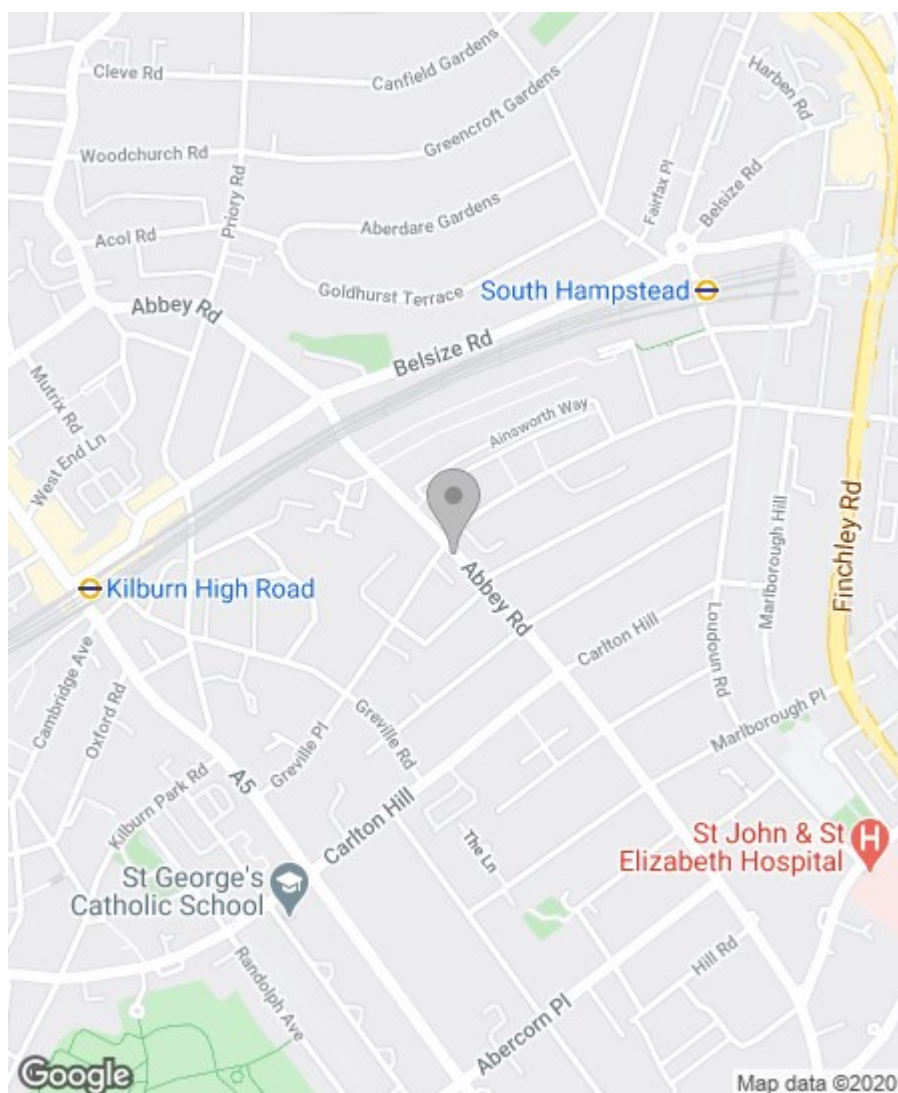 Cleve Rd
Canfield Gardens
Harben Rd
Greencroft Gardens
Woodchurch Rd
Priory Rd
Fairfax Pl
Belsize Rd
Aberdare Gardens
Acol Rd
Goldhurst Terrace
South Hampstead
Abbey Rd
Belsize Rd
Mutrix Rd
West End Ln
Ainsworth Way
Finchley Rd
Marlborough Hill
Kilburn High Road
Abbey Rd
Loudoun Rd
Carlton Hill
Cambridge Ave
Oxford Rd
Greville Pl
Greville Rd
Marlborough Pl
A5
Kilburn Park Rd
Carlton Hill
The Ln
St John & St
Elizabeth Hospital
H
St George's
Catholic School
Hill Rd
Randolph Ave
Abercorn Pl
Google
Map data ©2020